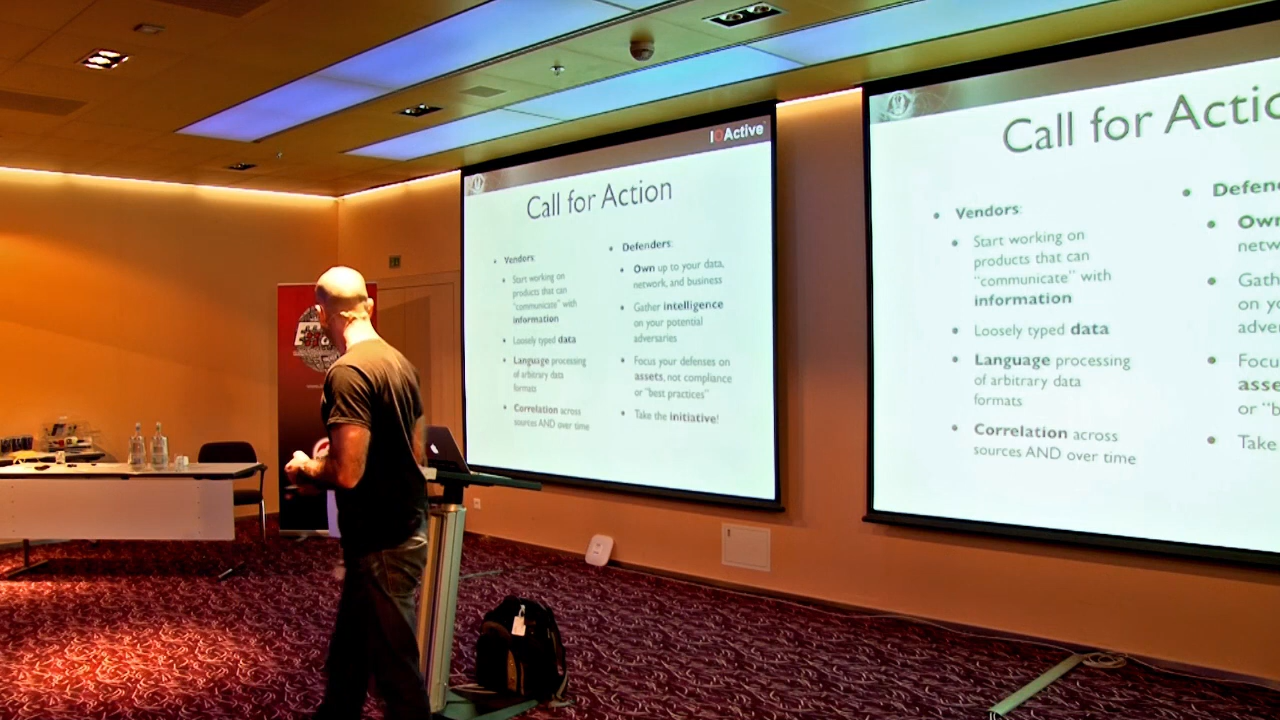 IOActive
Call for Action
Vendors:
Start working on
products that can
"communicate" with
information
Loosely typed data
Language processing
of arbitrary data
formats
Correlation across
sources AND over time
Defenders:
Own up to your data,
network, and business
Gather intelligence
on your potential
adversaries
Focus your defenses on
assets, not compliance
or "best practices"
Take the initiative!
Call for Actio
Vendors:
Start working on
products that can
"communicate" with
information
Loosely typed data
Language processing
of arbitrary data
formats
Correlation across
sources AND over time
Defen
Own
netw
Gath
on yo
adver
Focu
asse
or "b
Take